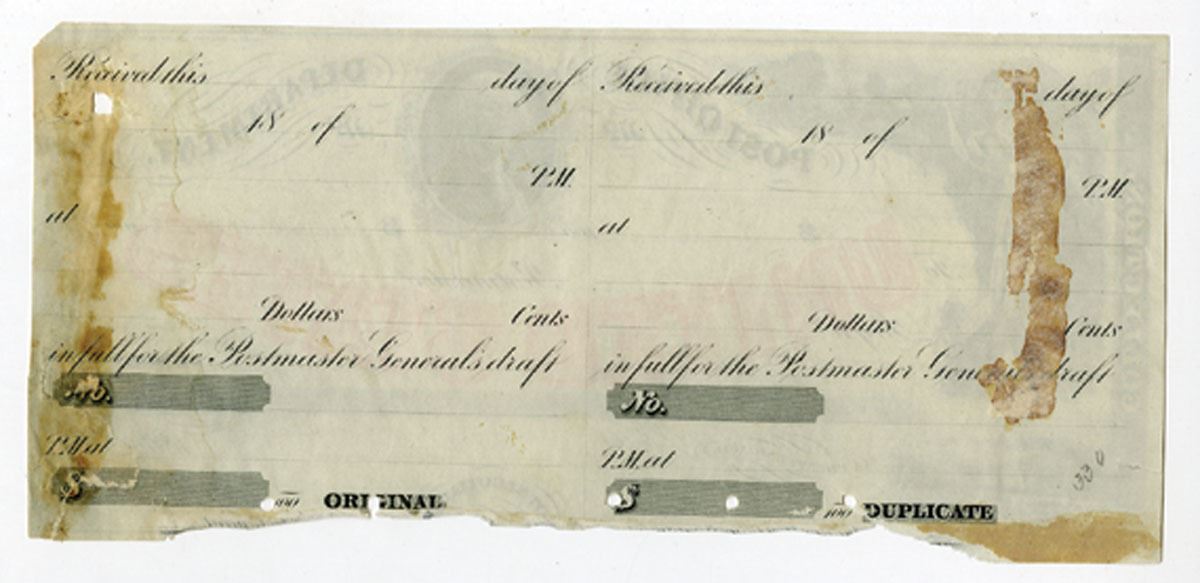 Received this day of
18 of
P.M.
at
Dollars Cents
in full for the Postmaster General's draft
No.
P.M. at
$ 100 ORIGINAL
Received this day of
18 of
P.M.
at
Dollars Cents
in full for the Postmaster General's draft
No.
P.M. at
330
$ 100 DUPLICATE